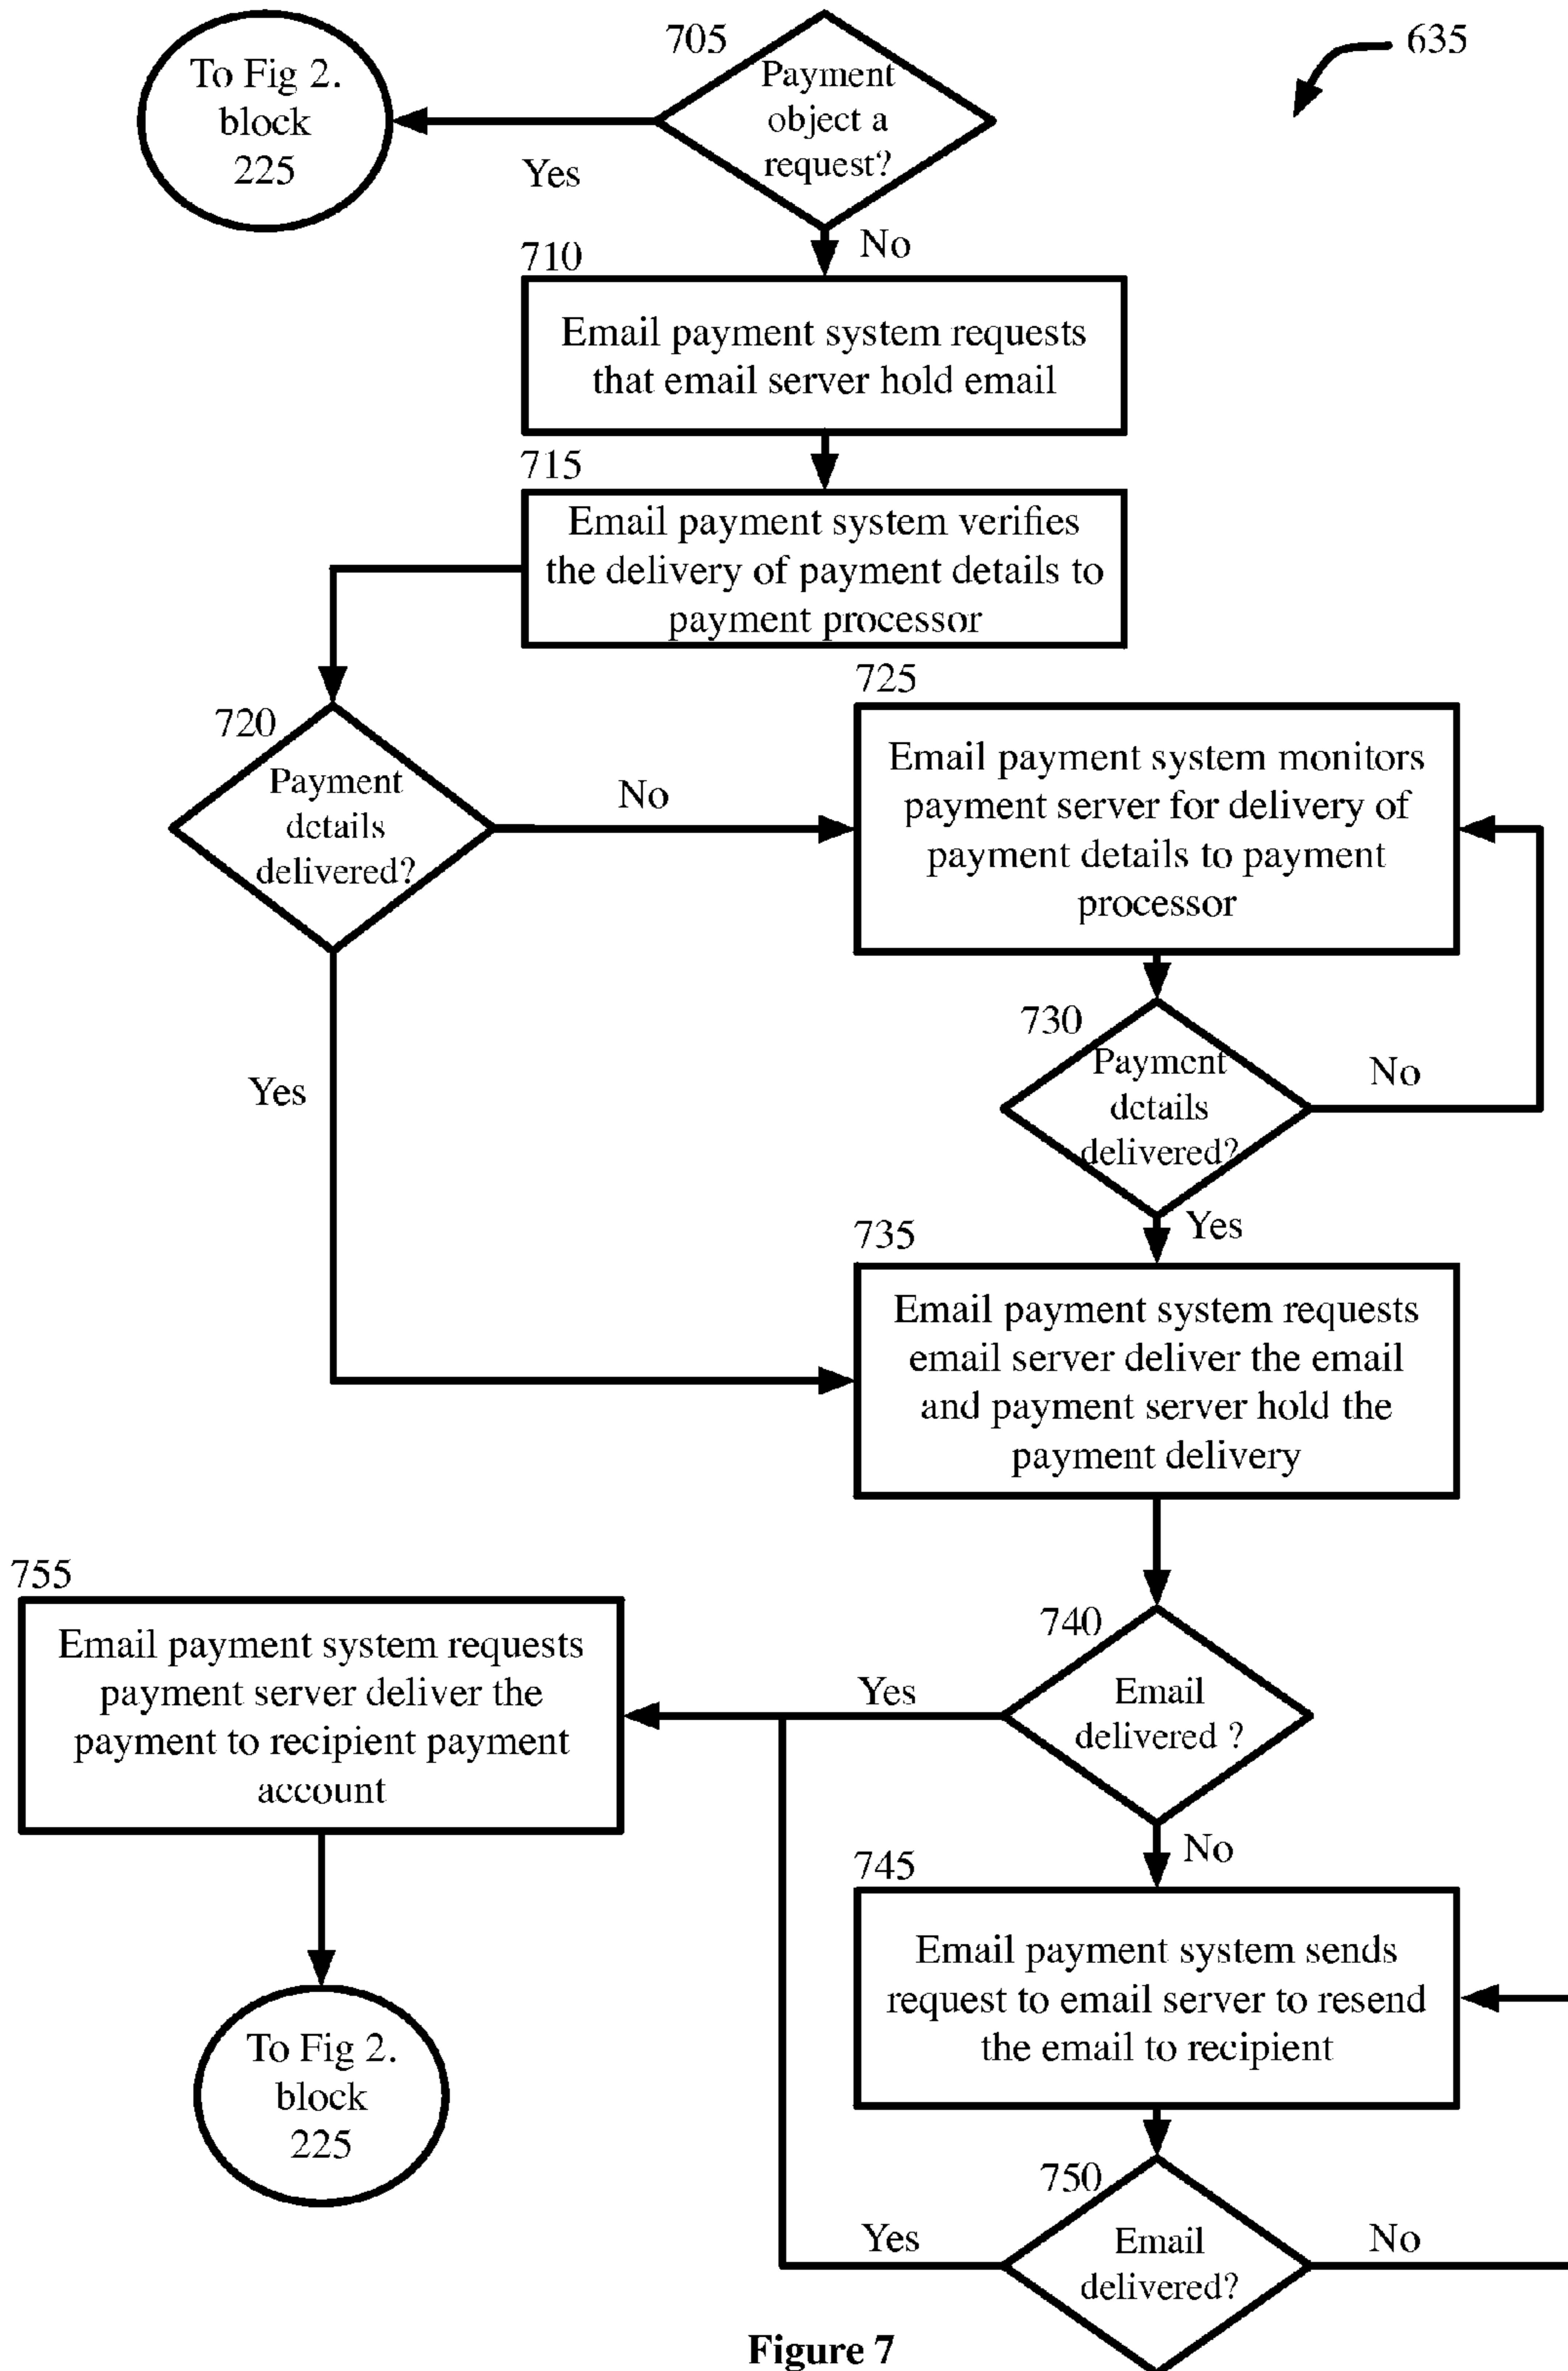 705
635
To Fig 2.
block
225
Payment
object a
request?
Yes
No
710
Email payment system requests
that email server hold email
715
Email payment system verifies
the delivery of payment details to
payment processor
720
Payment
details
delivered?
No
Yes
725
Email payment system monitors
payment server for delivery of
payment details to payment
processor
730
Payment
details
delivered?
No
Yes
735
Email payment system requests
email server deliver the email
and payment server hold the
payment delivery
740
Email
delivered ?
Yes
No
755
Email payment system requests
payment server deliver the
payment to recipient payment
account
To Fig 2.
block
225
745
Email payment system sends
request to email server to resend
the email to recipient
750
Email
delivered?
Yes
No
Figure 7